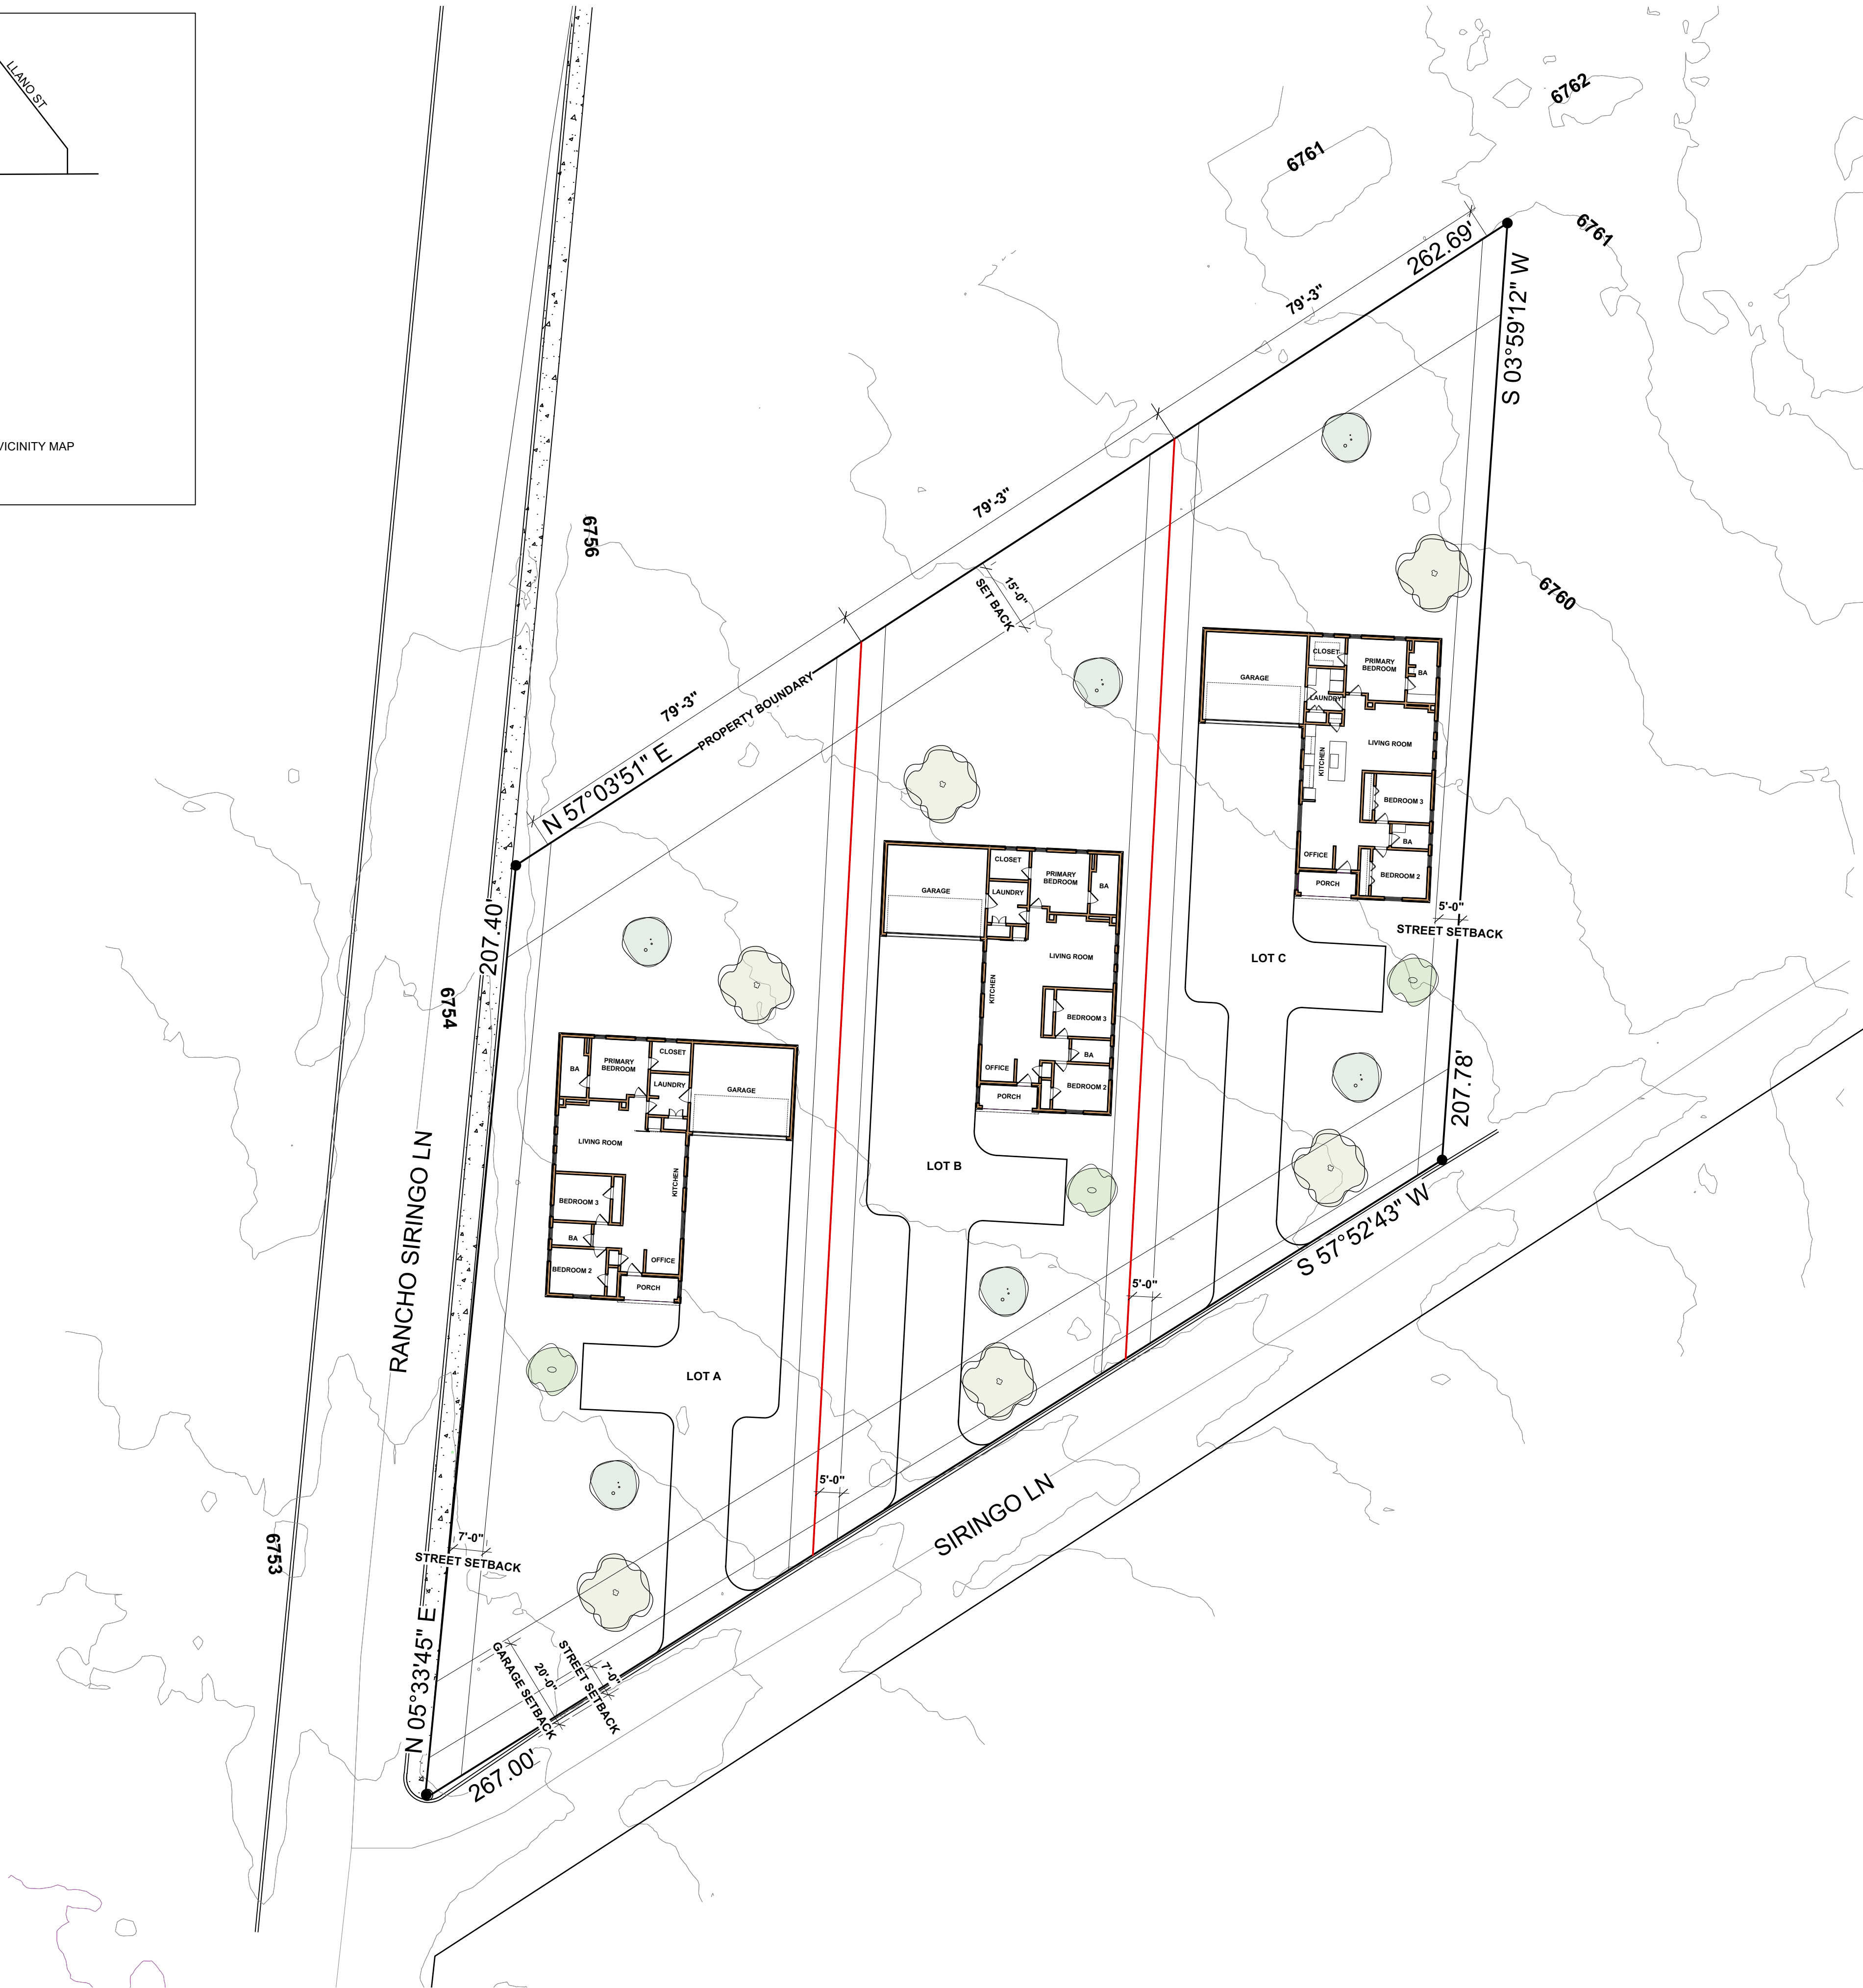 LLANO ST
VICINITY MAP
6762
6761
6761
262.69'
S 03°59'12" W
79'-3"
79'-3"
6756
15'-0"
SET BACK
6760
79'-3"
PROPERTY BOUNDARY
N 57°03'51" E
CLOSET
PRIMARY
BEDROOM
BA
GARAGE
LAUNDRY
LIVING ROOM
KITCHEN
BEDROOM 3
BA
OFFICE
BEDROOM 2
PORCH
5'-0"
STREET SETBACK
LOT C
CLOSET
PRIMARY
BEDROOM
BA
GARAGE
LAUNDRY
LIVING ROOM
KITCHEN
BEDROOM 3
BA
OFFICE
BEDROOM 2
PORCH
LOT B
207.40'
6754
CLOSET
PRIMARY
BEDROOM
BA
LAUNDRY
GARAGE
LIVING ROOM
KITCHEN
BEDROOM 3
BA
OFFICE
BEDROOM 2
PORCH
LOT A
207.78'
S 57°52'43" W
5'-0"
5'-0"
RANCHO SIRINGO LN
SIRINGO LN
6753
7'-0"
STREET SETBACK
N 05°33'45" E
20'-0"
GARAGE SETBACK
7'-0"
STREET SETBACK
267.00'